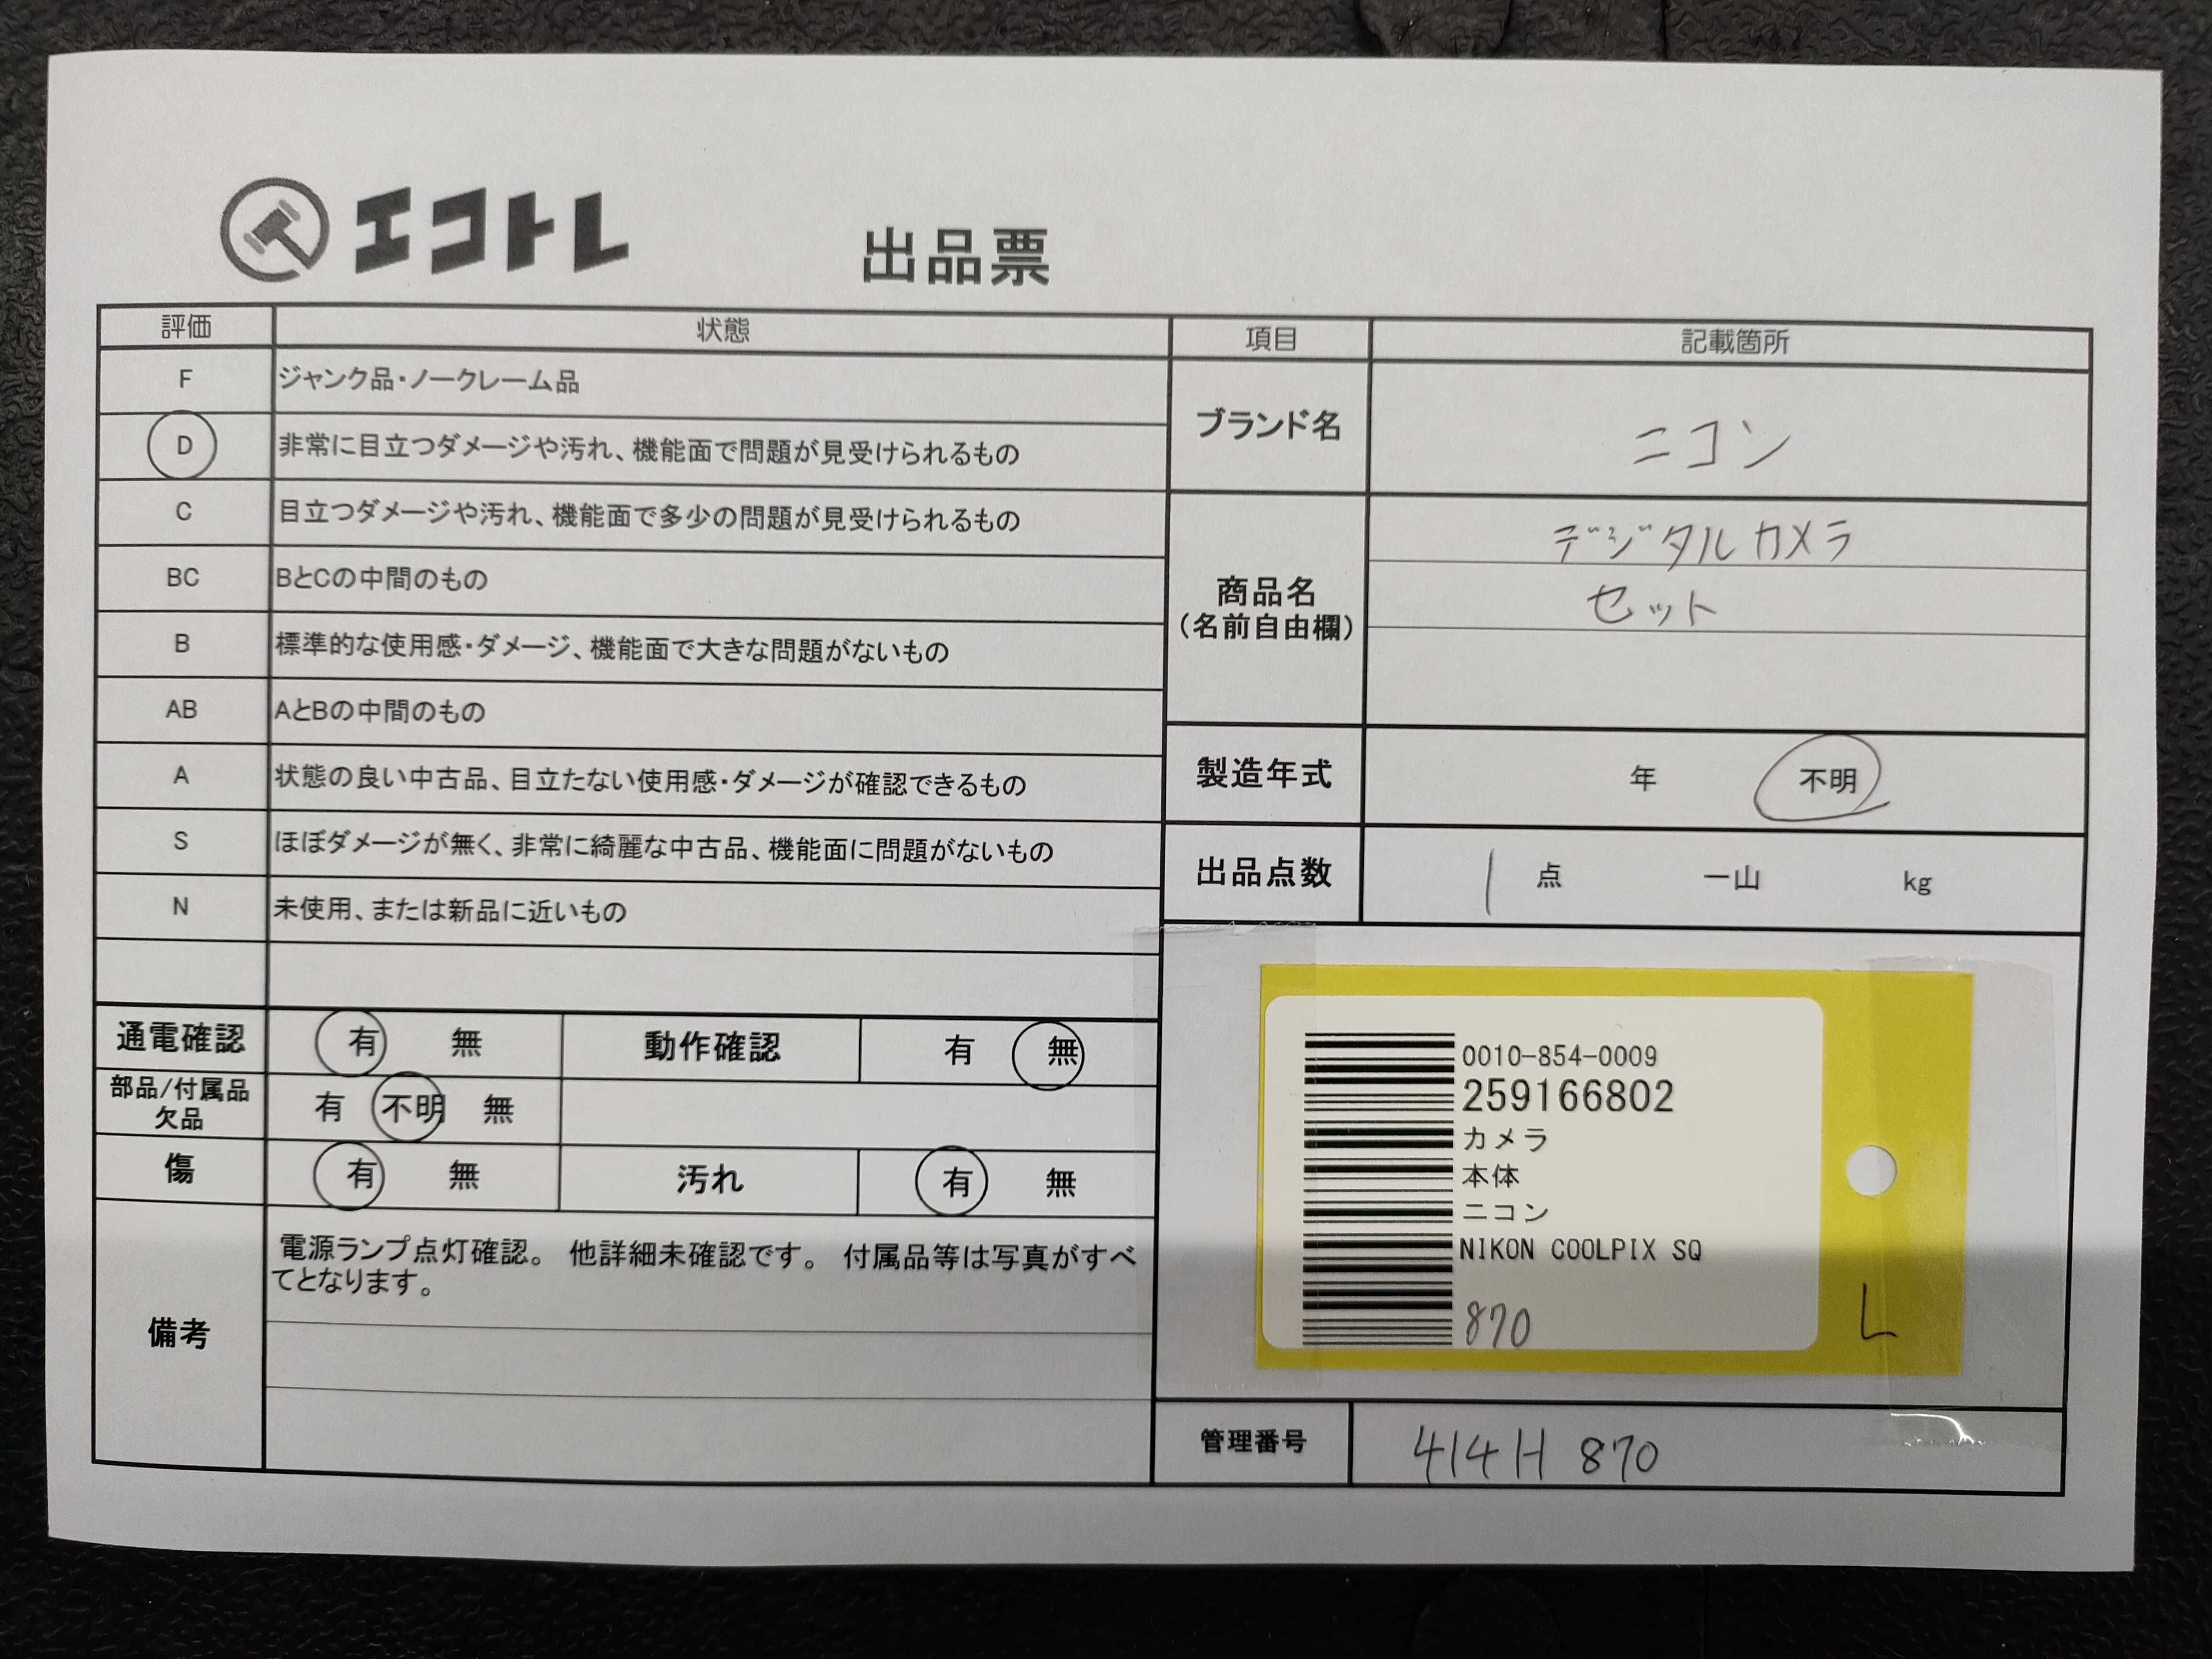 エコトレ
出品票
評価 状態
F ジャンク品・ノークレーム品
D 非常に目立つダメージや汚れ、機能面で問題が見受けられるもの
C 目立つダメージや汚れ、機能面で多少の問題が見受けられるもの
BC BとCの中間のもの
B 標準的な使用感・ダメージ、機能面で大きな問題がないもの
AB AとBの中間のもの
A 状態の良い中古品、目立たない使用感・ダメージが確認できるもの
S ほぼダメージが無く、非常に綺麗な中古品、機能面に問題がないもの
N 未使用、または新品に近いもの
通電確認 有 無 動作確認 有 無
部品/付属品
欠品
有 不明 無
傷 有 無 汚れ 有 無
備考
電源ランプ点灯確認。 他詳細未確認です。 付属品等は写真がすべ
てとなります。
項目 記載箇所
ブランド名 ニコン
商品名
(名前自由欄)
デジタルカメラ
セット
製造年式 年 不明
出品点数 1 点 一山 kg
0010-854-0009
259166802
カメラ
本体
ニコン
NIKON COOLPIX SQ
870
L
管理番号 414H 870